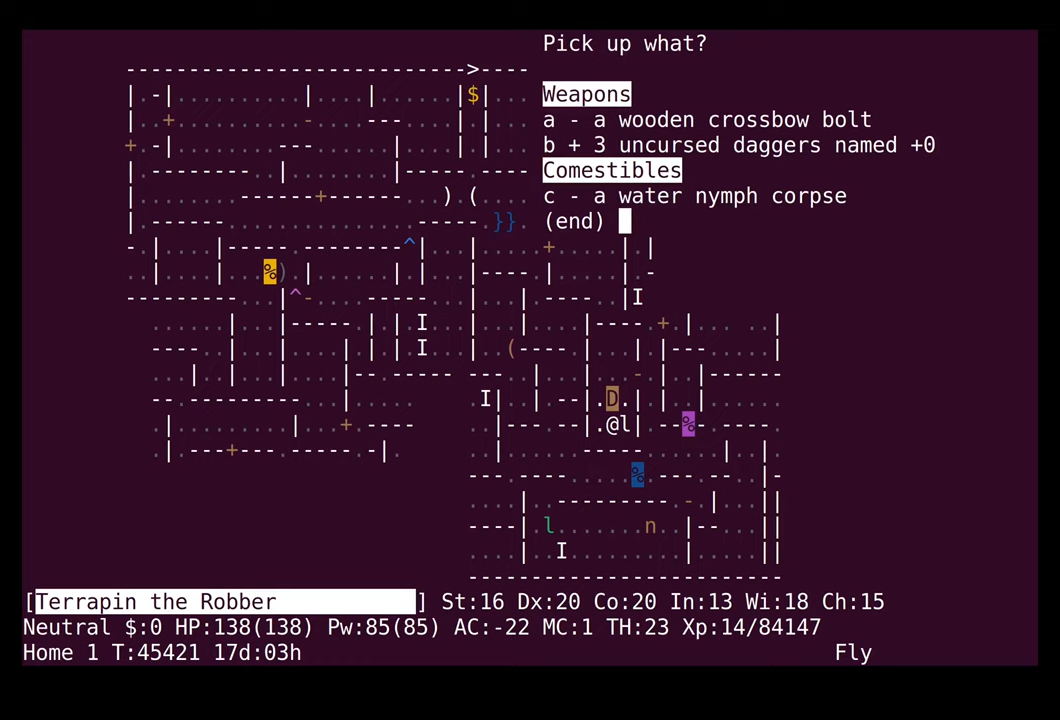 Pick up what?
----------------------------->----
|.-|..........|....|......|$|...
|..+..........-....---....|.|...
+.-|........---......|....|.|...
|.--------..|........|-----.----
|........------+------...).(.
|.------...............-----.}}.
-.|....|-----.--------^|...|.....+.....|.|
..|....|...%).|......|.|...|----|....|.-
---------...|^-....-----...|...|.----..|I
......|...|-----.|.|.I...|...|....|----..+.|......|
----..|...|....|.|.|.I...|..(----.|...|.|---.....|
...|..|...|....|--.------.---..|...|...-.|..|------
--.---------.....|.....I|..|.--|.D.|.|..|.....
.|..........|...+.----..|---..--|.@l|.--%-.----.
.|----+----------.-|...|......-----......|..|
---.----......%.---..--.|-
....|..---------.-.|...||
----|.l.......n..|--...||
....|..I.........|.....|
-------------------------
Weapons
a - a wooden crossbow bolt
b + 3 uncursed daggers named +0
Comestibles
c - a water nymph corpse
(end)
[Terrapin the Robber] St:16 Dx:20 Co:20 In:13 Wi:18 Ch:15
Neutral $:0 HP:138(138) Pw:85(85) AC:-22 MC:1 TH:23 Xp:14/84147
Home 1 T:45421 17d:03h Fly